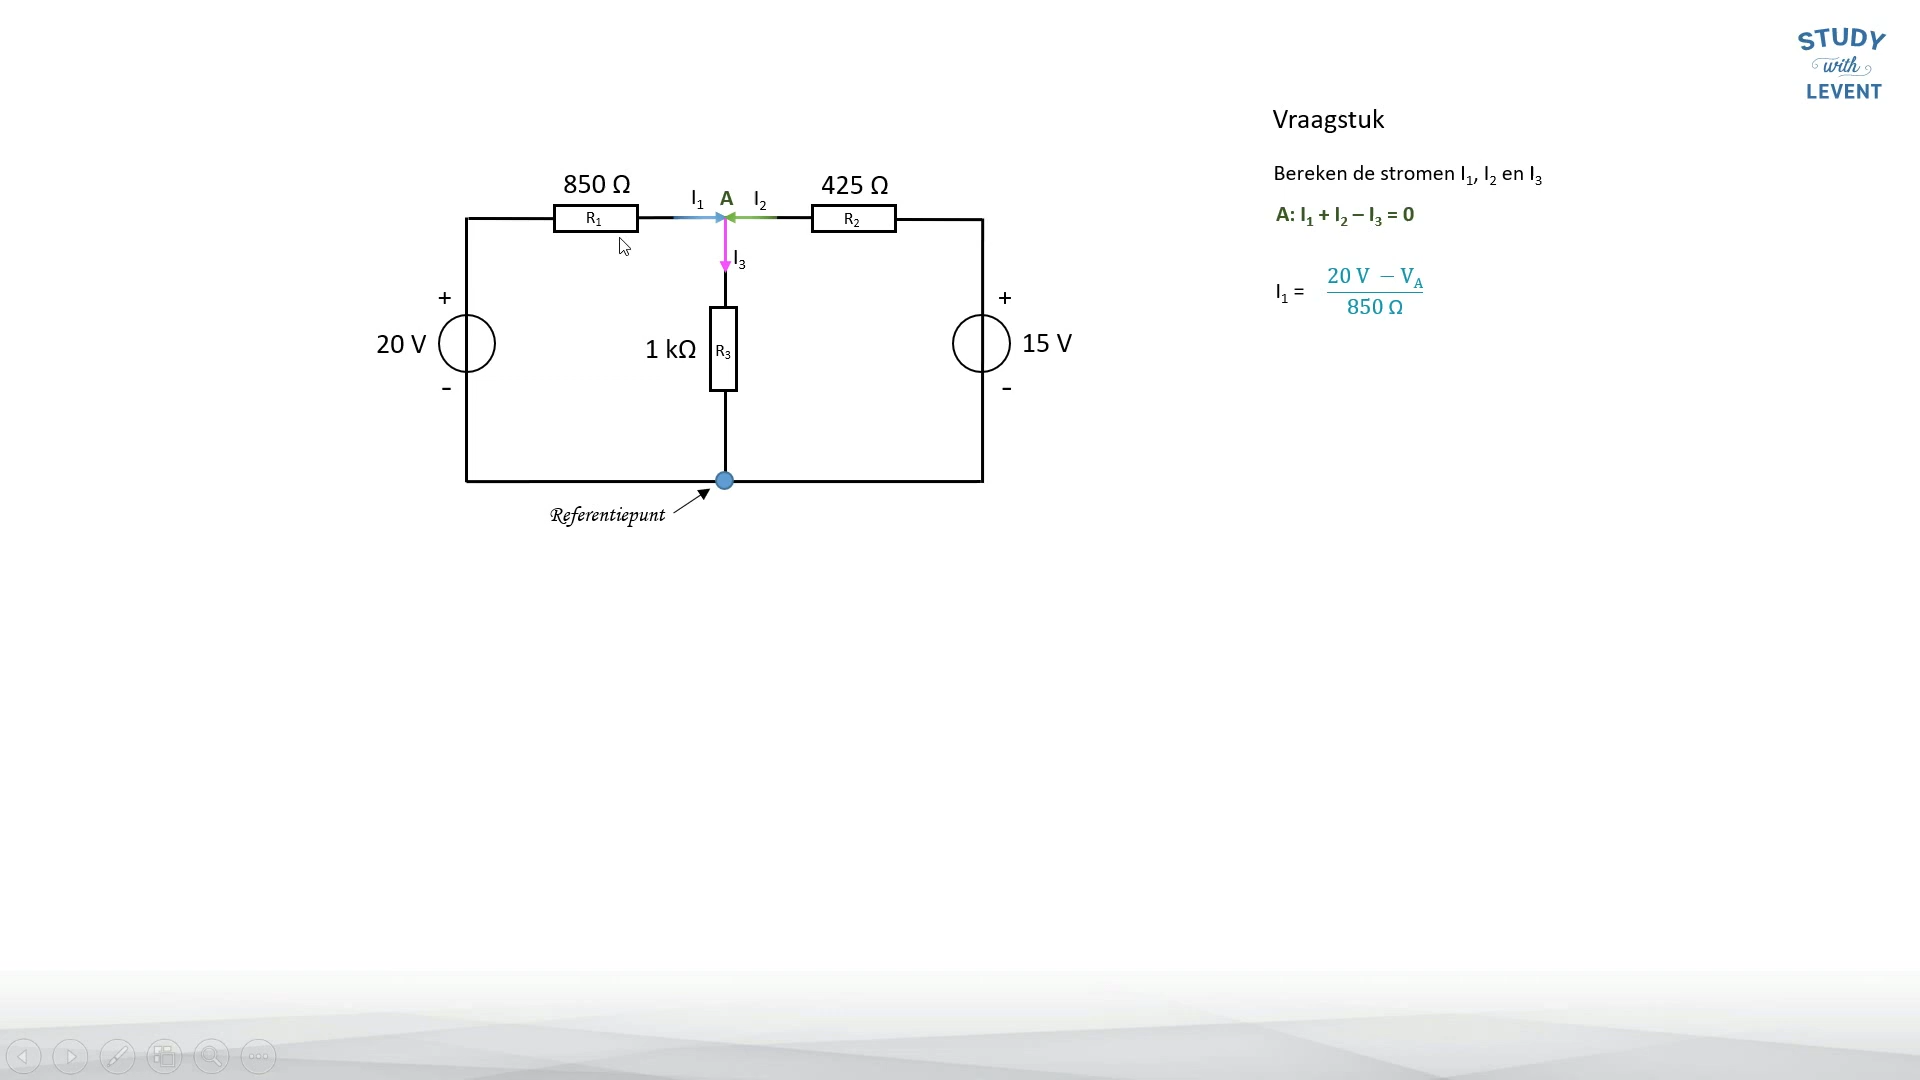 STUDY
with
LEVENT
Vraagstuk
Bereken de stromen I₁, I₂ en I₃
A: I₁ + I₂ – I₃ = 0
I₁ = 20 V – V_A / 850 Ω
850 Ω
R₁
I₁ A I₂
425 Ω
R₂
I₃
+
20 V
-
1 kΩ
R₃
+
15 V
-
Referentiepunt